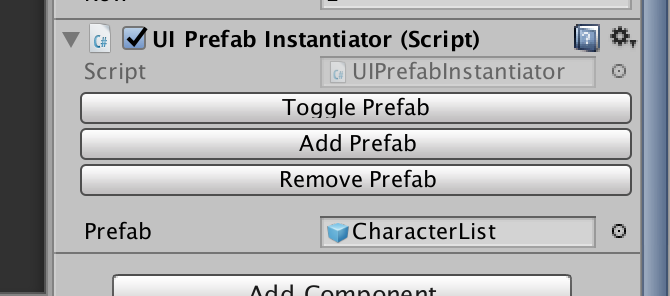 UI Prefab Instantiator (Script)
Script UIPrefabInstantiator
Toggle Prefab
Add Prefab
Remove Prefab
Prefab CharacterList
Add Component